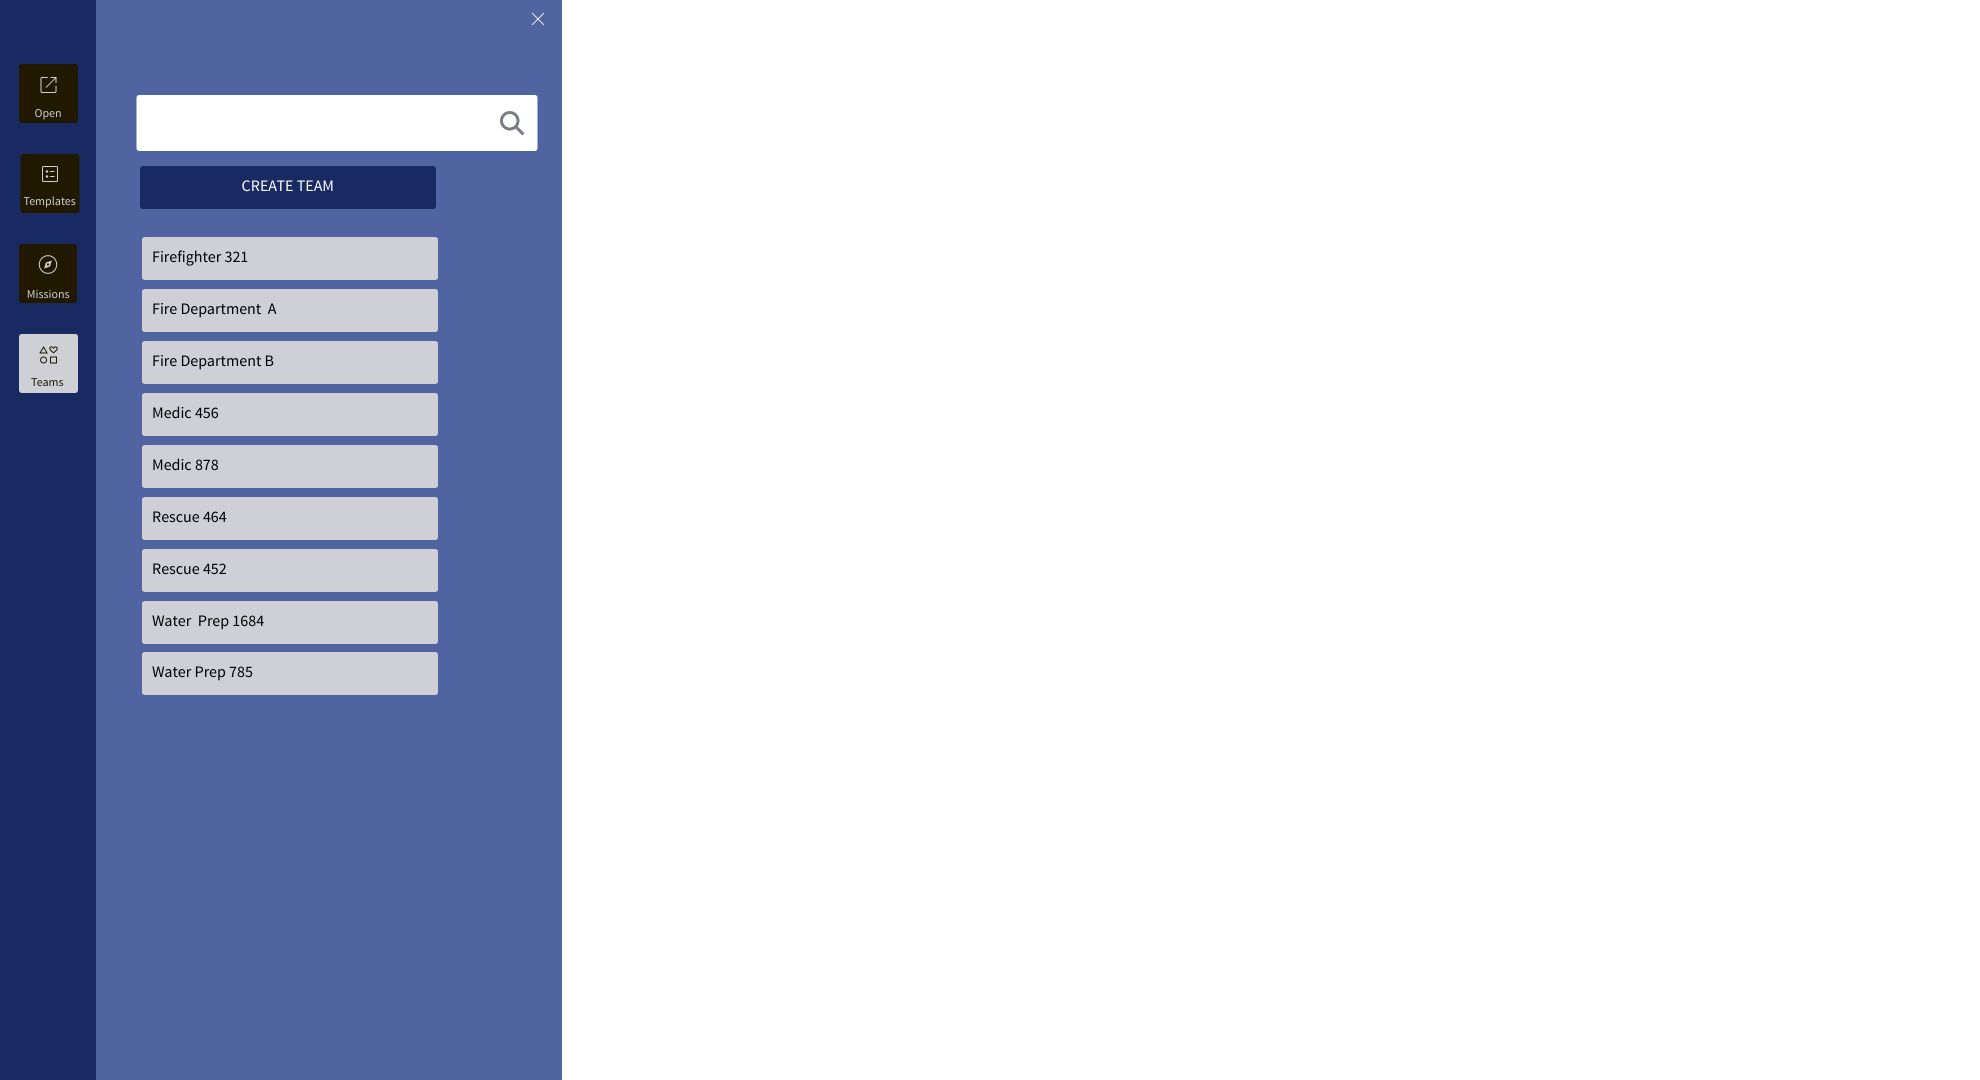 Open
Templates
Missions
Teams
CREATE TEAM
Firefighter 321
Fire Department  A
Fire Department B
Medic 456
Medic 878
Rescue 464
Rescue 452
Water  Prep 1684
Water Prep 785